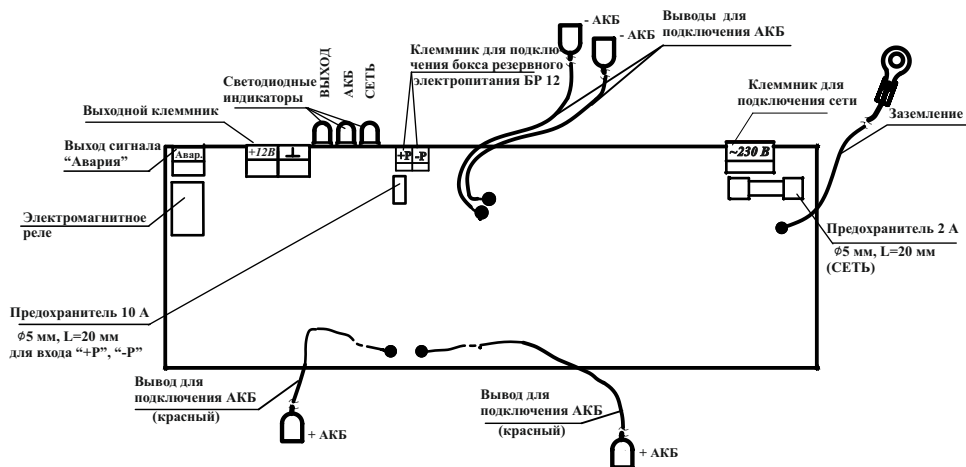 - АКБ
- АКБ
Выводы для
подключения АКБ
Клеммник для подклю
чения бокса резервного
электропитания БР 12
ВЫХОД
АКБ
СЕТЬ
Светодиодные
индикаторы
Клеммник для
подключения сети
Заземление
Выходной клеммник
Выход сигнала
“Авария”
Авар.
+12В
+P -P
~230 В
Электромагнитное
реле
Предохранитель 2 А
ϕ5 мм, L=20 мм
(СЕТЬ)
Предохранитель 10 А
ϕ5 мм, L=20 мм
для входа “+P”, “-P”
Вывод для
подключения АКБ
(красный)
+ АКБ
Вывод для
подключения АКБ
(красный)
+ АКБ